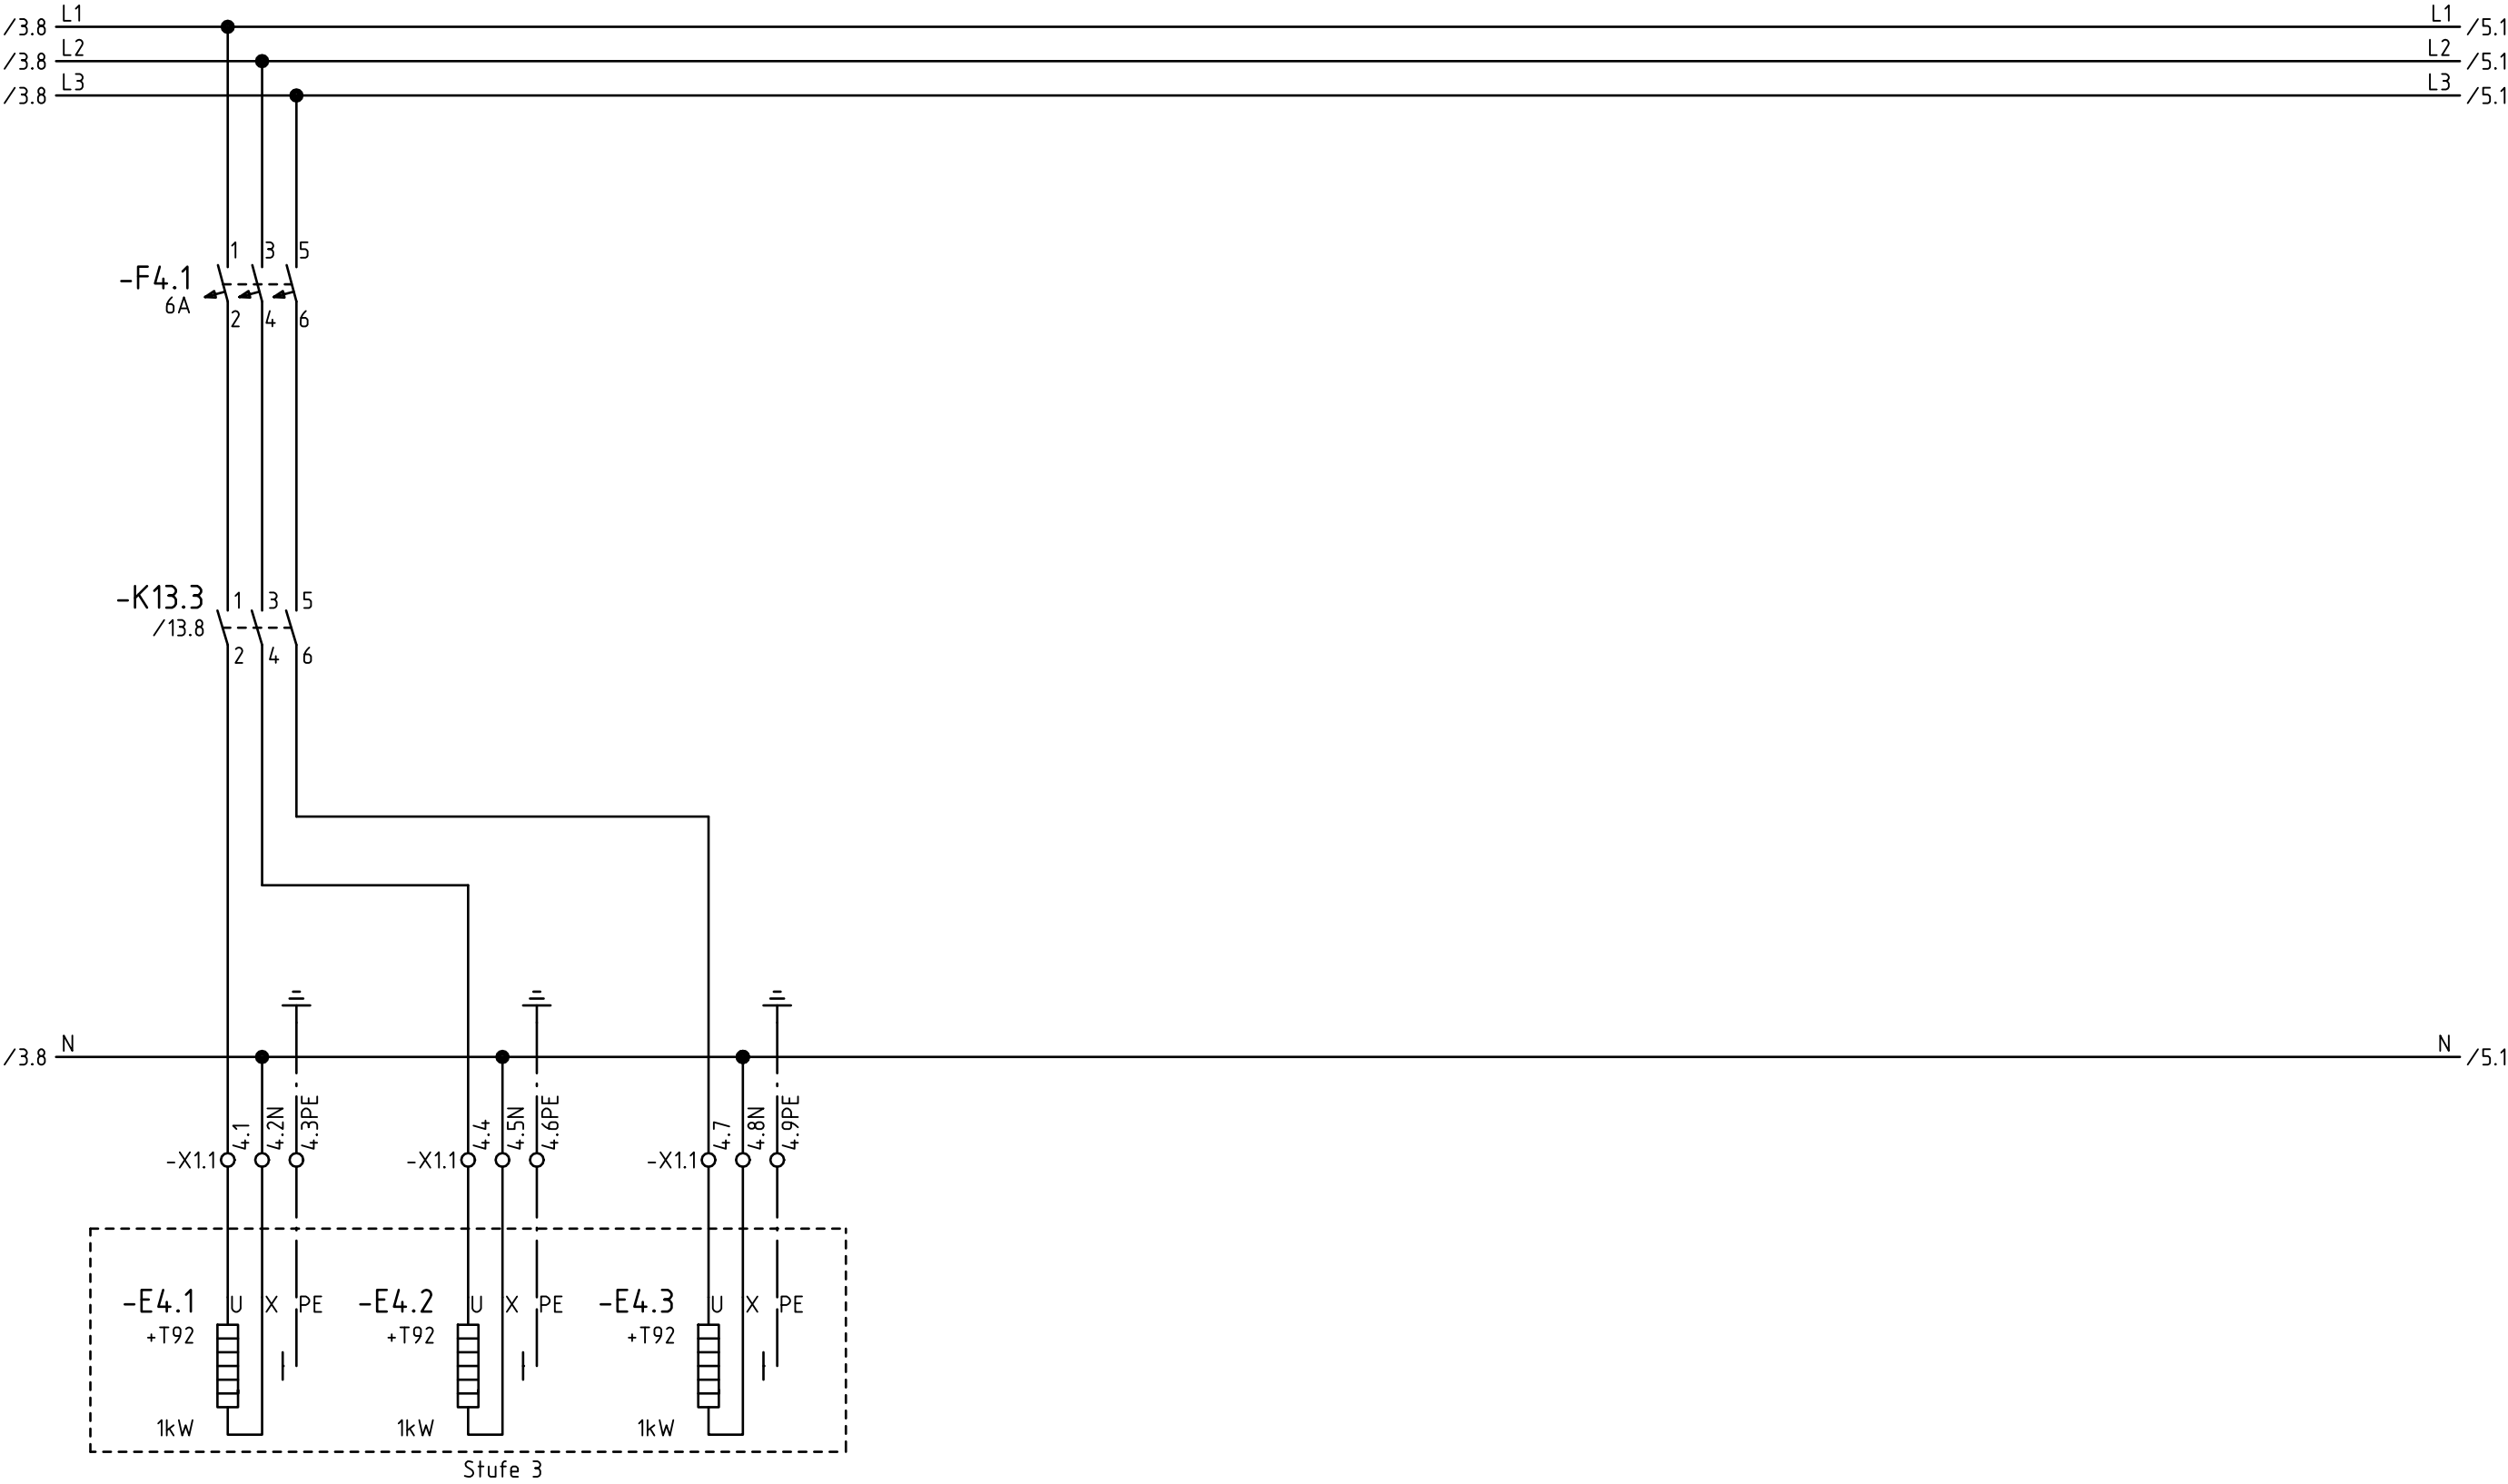 L1 L1
/3.8 /5.1
L2 L2
/3.8 /5.1
L3 L3
/3.8 /5.1
1 3 5
-F4.1
6A
2 4 6
-K13.3 1 3 5
/13.8
2 4 6
N N
/3.8 /5.1
4.1 4.2N 4.3PE 4.4 4.5N 4.6PE 4.7 4.8N 4.9PE
-X1.1 -X1.1 -X1.1
-E4.1 U X PE -E4.2 U X PE -E4.3 U X PE
+T92 +T92 +T92
1kW 1kW 1kW
Stufe 3